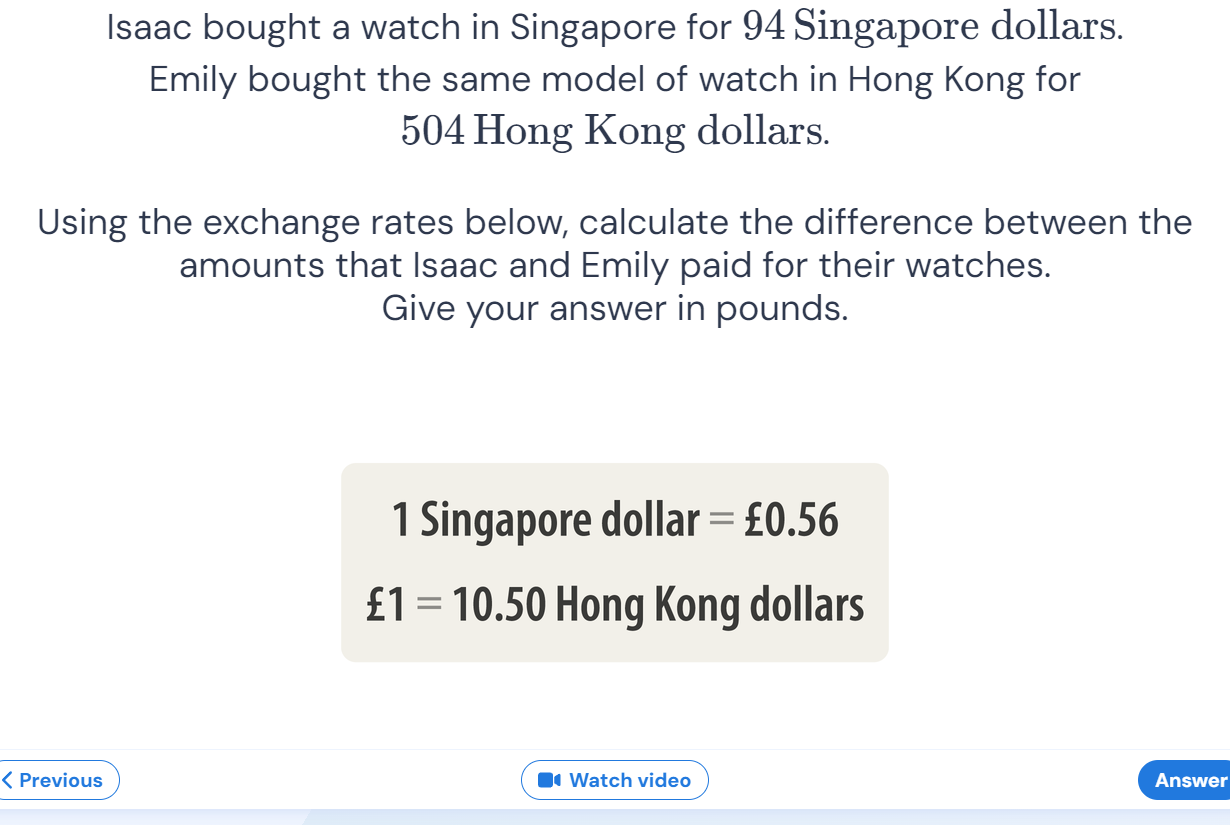 Isaac bought a watch in Singapore for 94 Singapore dollars.
Emily bought the same model of watch in Hong Kong for
504 Hong Kong dollars.
Using the exchange rates below, calculate the difference between the
amounts that Isaac and Emily paid for their watches.
Give your answer in pounds.
1 Singapore dollar = £0.56
£1 = 10.50 Hong Kong dollars
< Previous
Watch video
Answer